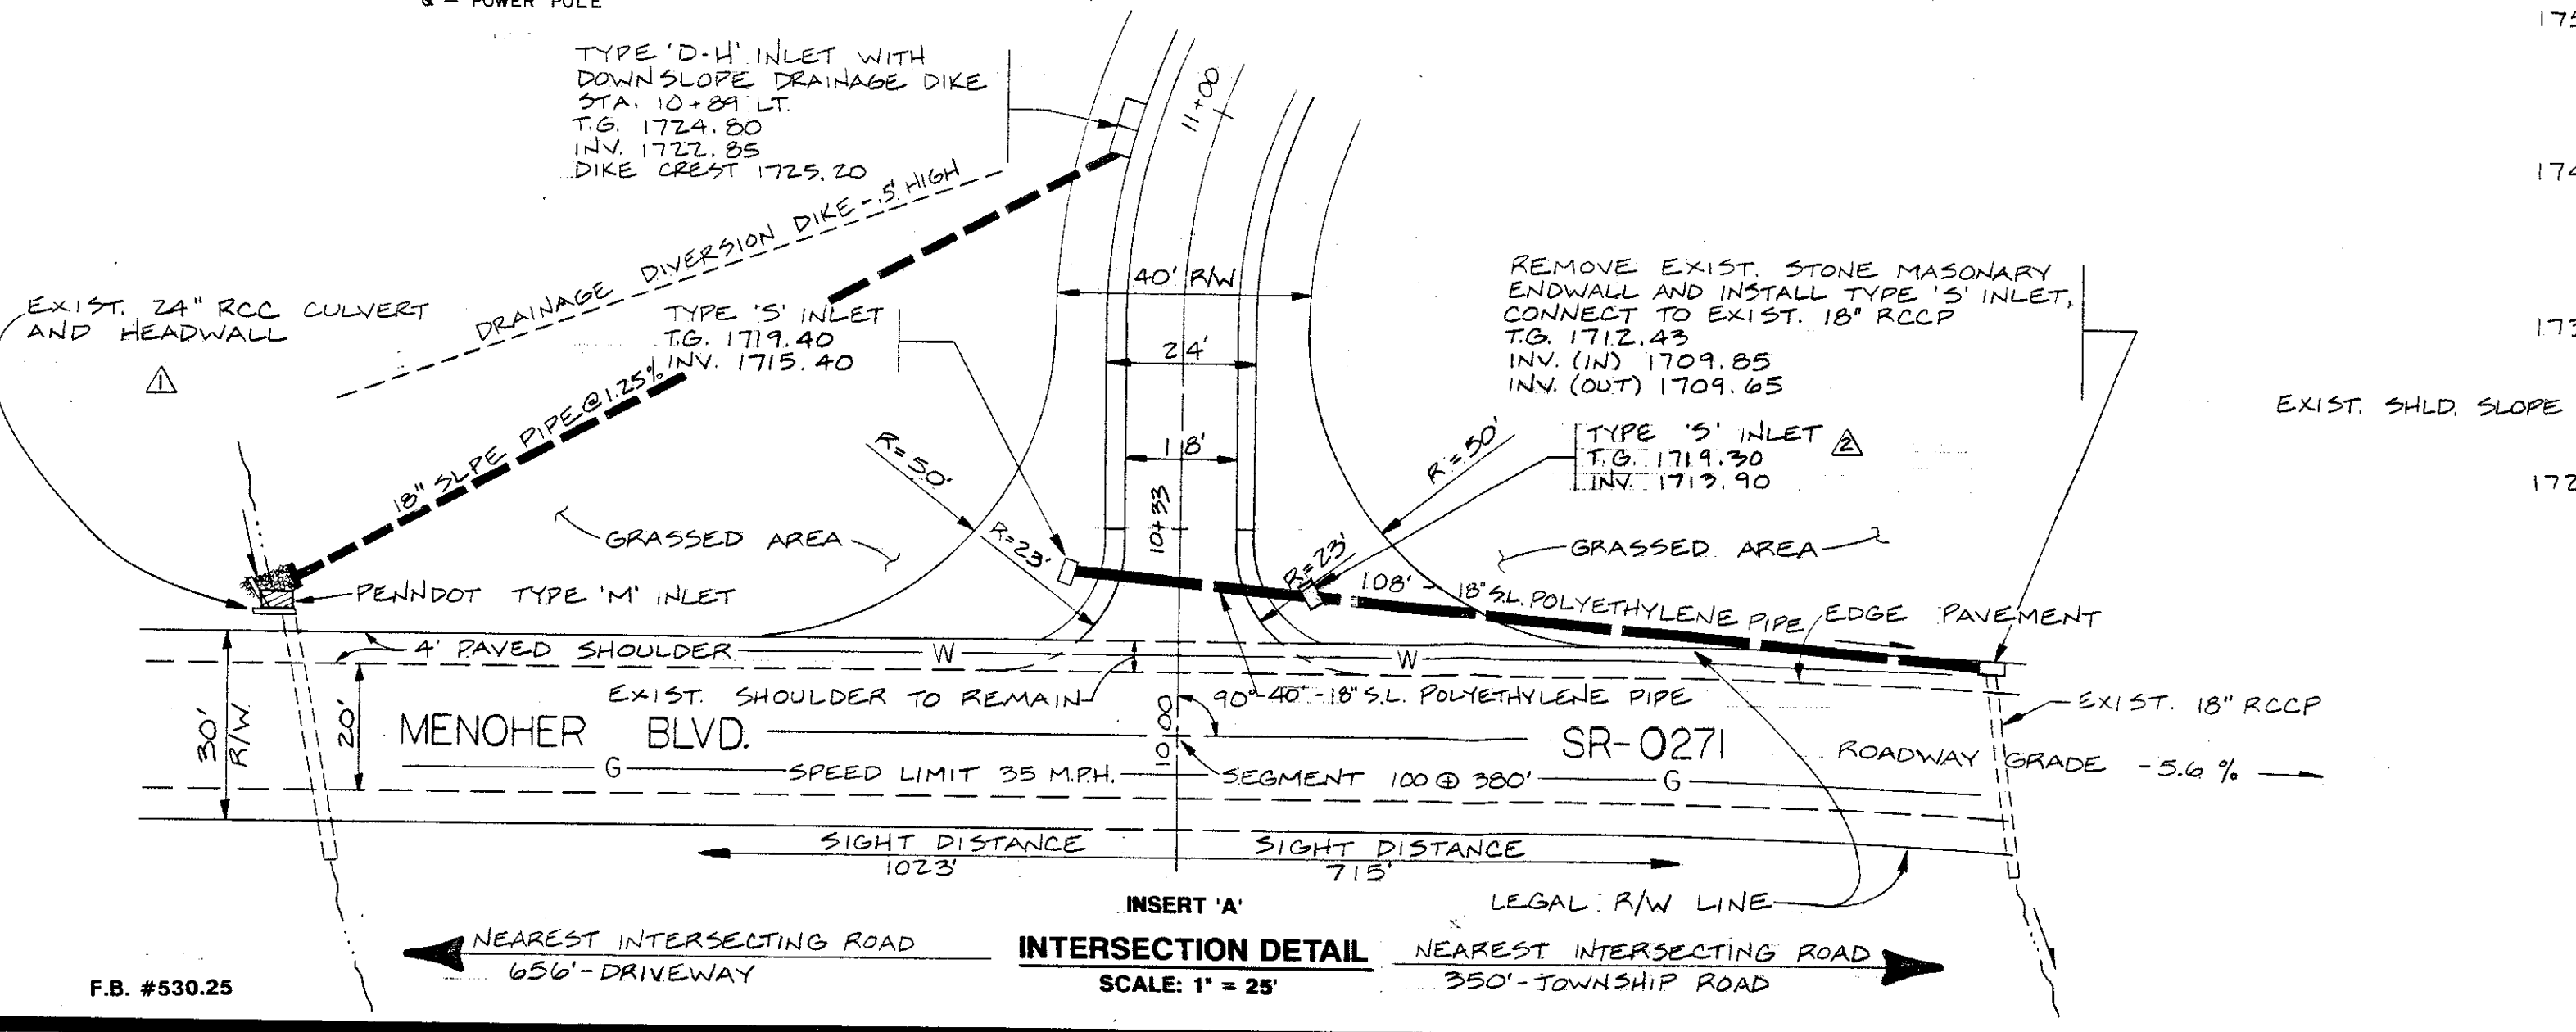 & - POWER POLE
TYPE 'D-H' INLET WITH
DOWNSLOPE DRAINAGE DIKE
STA. 10+89 LT.
T.G. 1724.80
INV. 1722.85
DIKE CREST 1725.20
11+00
DRAINAGE DIVERSION DIKE - .5' HIGH
40' R/W
EXIST. 24" RCC CULVERT
AND HEADWALL
1
TYPE 'S' INLET
T.G. 1719.40
INV. 1715.40
24'
REMOVE EXIST. STONE MASONARY
ENDWALL AND INSTALL TYPE 'S' INLET,
CONNECT TO EXIST. 18" RCCP
T.G. 1712.43
INV. (IN) 1709.85
INV. (OUT) 1709.65
EXIST. SHLD. SLOPE
18" SLPE PIPE @ 1.25%
R=50'
18'
R=50'
TYPE 'S' INLET 2
T.G. 1719.30
INV. 1713.90
10+33
GRASSED AREA
R=23'
R=23'
GRASSED AREA
PENNDOT TYPE 'M' INLET
108' - 18" S.L. POLYETHYLENE PIPE
EDGE PAVEMENT
4' PAVED SHOULDER
W
W
EXIST. SHOULDER TO REMAIN
90°
40' - 18" S.L. POLYETHYLENE PIPE
EXIST. 18" RCCP
30'
R/W
20'
MENOHER BLVD.
10+00
SR-0271
ROADWAY GRADE -5.6 %
G
SPEED LIMIT 35 M.P.H.
SEGMENT 100 @ 380'
G
SIGHT DISTANCE
1023'
SIGHT DISTANCE
715'
LEGAL R/W LINE
INSERT 'A'
INTERSECTION DETAIL
SCALE: 1" = 25'
NEAREST INTERSECTING ROAD
656'-DRIVEWAY
NEAREST INTERSECTING ROAD
350'-TOWNSHIP ROAD
F.B. #530.25